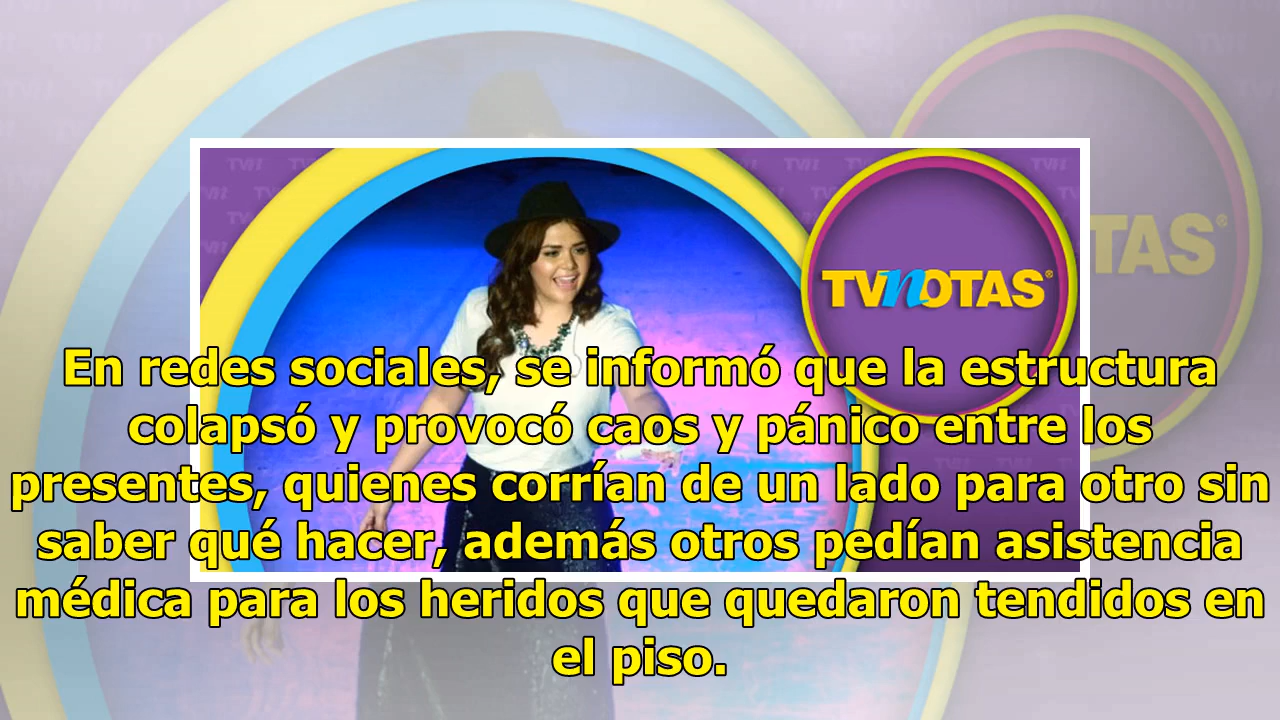 TVNOTAS®
TAS®
En redes sociales, se informó que la estructura
colapsó y provocó caos y pánico entre los
presentes, quienes corrían de un lado para otro sin
saber qué hacer, además otros pedían asistencia
médica para los heridos que quedaron tendidos en
el piso.